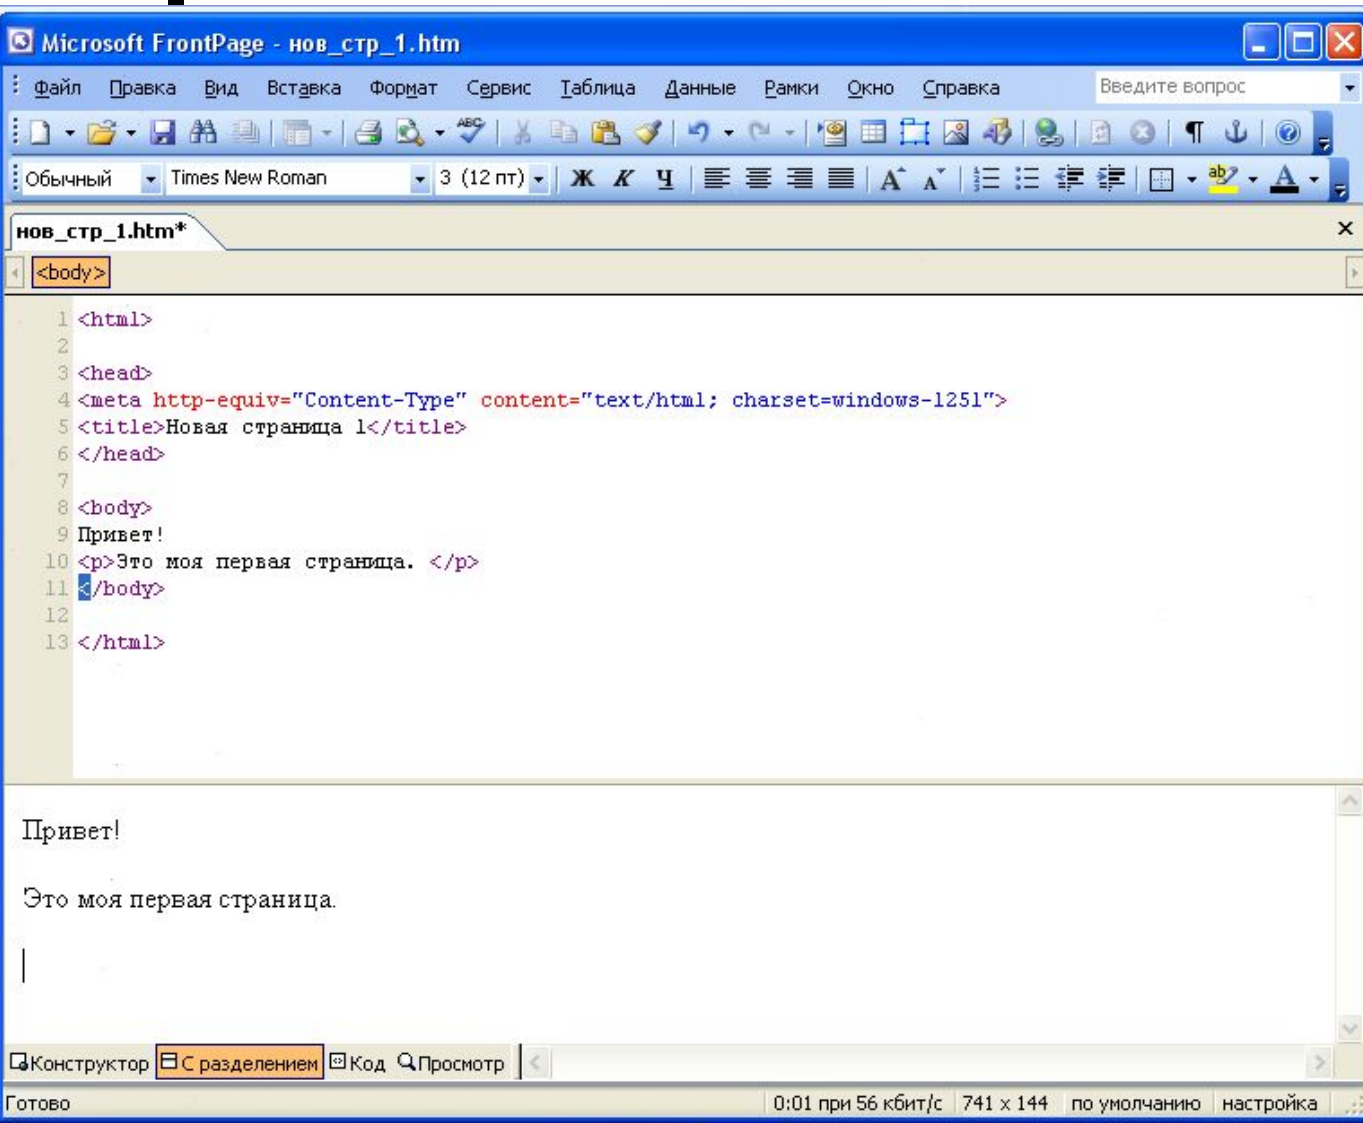 Microsoft FrontPage - нов_стр_1.htm
Файл Правка Вид Вставка Формат Сервис Таблица Данные Рамки Окно Справка Введите вопрос
ABC
Обычный Times New Roman 3 (12 пт) Ж К Ч A A ab A
нов_стр_1.htm*
<body>
1 <html>
2
3 <head>
4 <meta http-equiv="Content-Type" content="text/html; charset=windows-1251">
5 <title>Новая страница 1</title>
6 </head>
7
8 <body>
9 Привет!
10 <p>Это моя первая страница. </p>
11 </body>
12
13 </html>
Привет!
Это моя первая страница.
Конструктор С разделением Код Просмотр
Готово 0:01 при 56 кбит/с 741 x 144 по умолчанию настройка